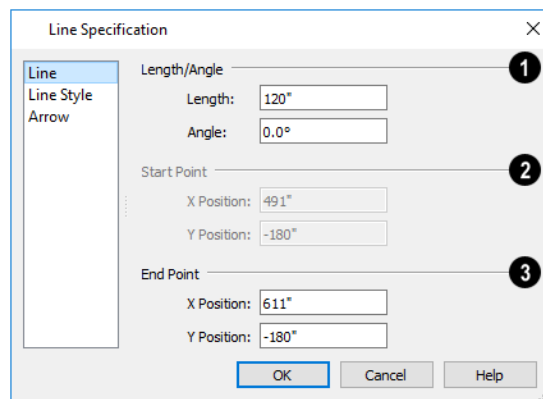 Line Specification
Line
Line Style
Arrow
Length/Angle
1
Length: 120"
Angle: 0.0°
Start Point
2
X Position: 491"
Y Position: -180"
End Point
3
X Position: 611"
Y Position: -180"
OK Cancel Help